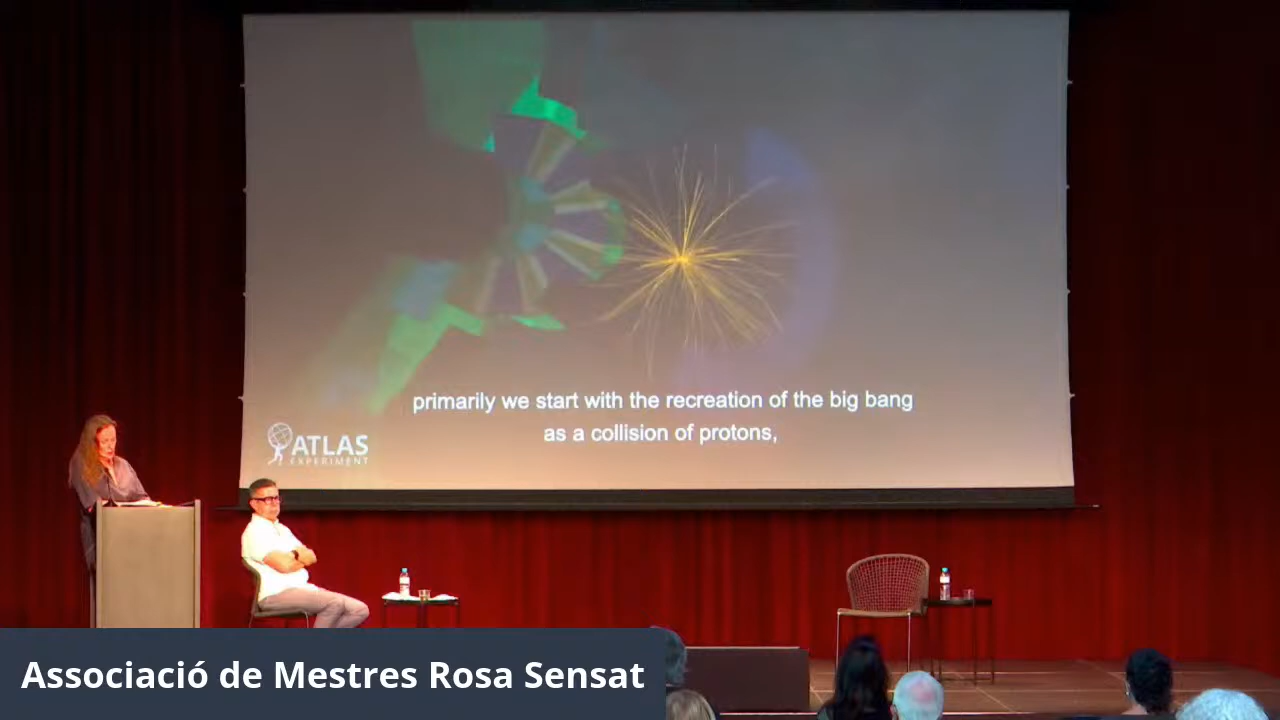 primarily we start with the recreation of the big bang
as a collision of protons,
ATLAS
EXPERIMENT
Associació de Mestres Rosa Sensat